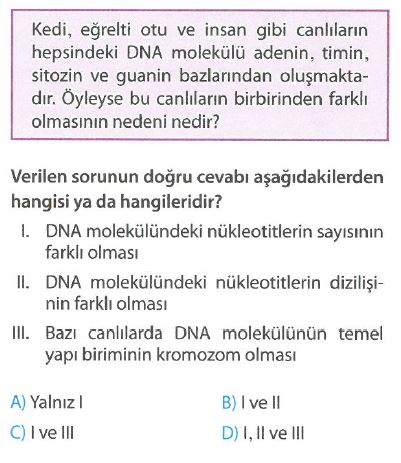 Kedi, eğrelti otu ve insan gibi canlıların
hepsindeki DNA molekülü adenin, timin,
sitozin ve guanin bazlarından oluşmakta-
dır. Öyleyse bu canlıların birbirinden farklı
olmasının nedeni nedir?
Verilen sorunun doğru cevabı aşağıdakilerden
hangisi ya da hangileridir?
I. DNA molekülündeki nükleotitlerin sayısının
farklı olması
II. DNA molekülündeki nükleotitlerin dizilişi-
nin farklı olması
III. Bazı canlılarda DNA molekülünün temel
yapı biriminin kromozom olması
A) Yalnız I B) I ve II
C) I ve III D) I, II ve III